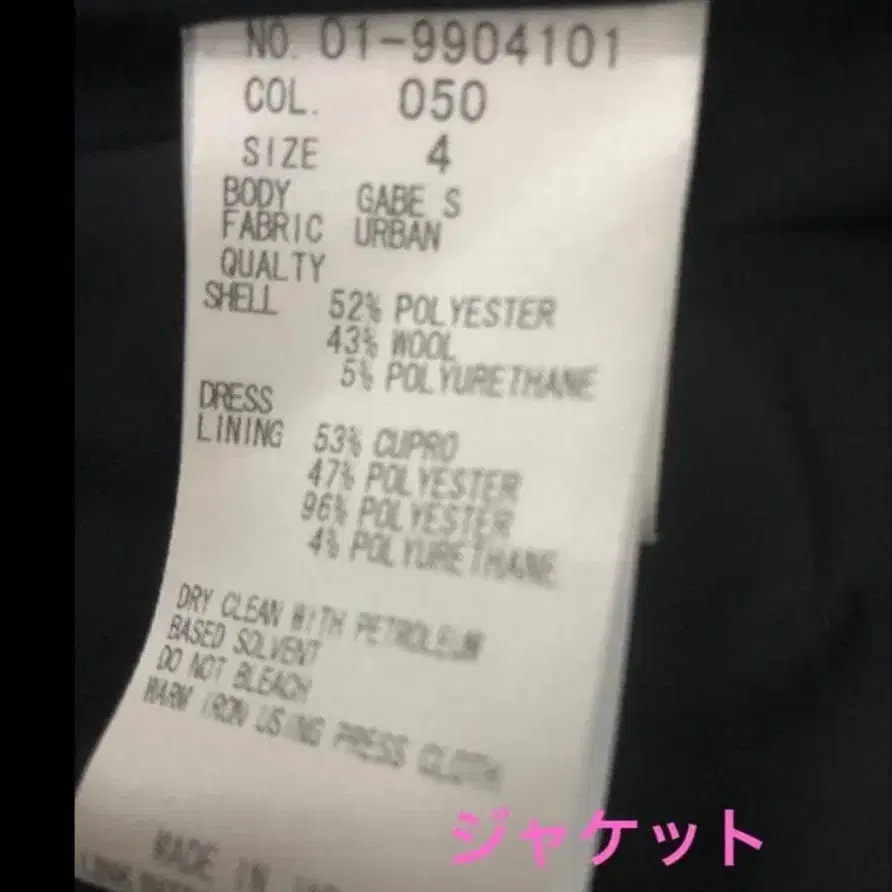 NO. 01-9904101
COL. 050
SIZE 4
BODY GABE S
FABRIC URBAN
QUALTY
SHELL 52% POLYESTER
43% WOOL
5% POLYURETHANE
DRESS
LINING 53% CUPRO
47% POLYESTER
96% POLYESTER
4% POLYURETHANE
DRY CLEAN WITH PETROLEUM
BASED SOLVENT
DO NOT BLEACH
WARM IRON USING PRESS CLOTH
MADE IN
ジャケット